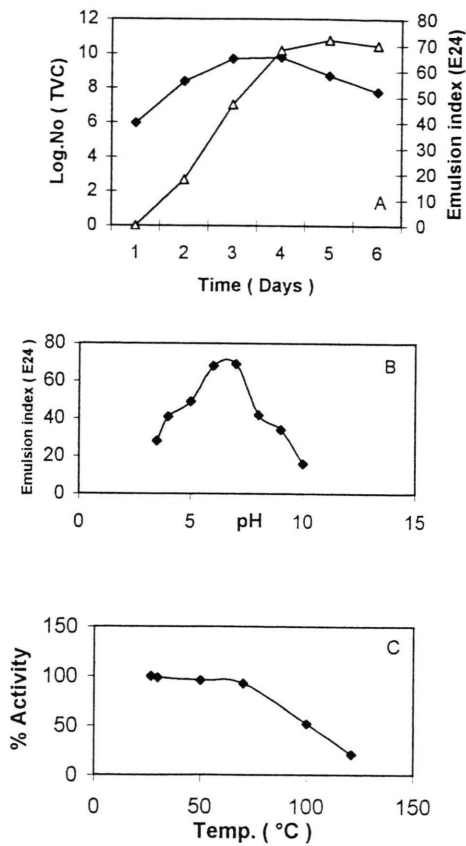 12
10
8
6
4
2
0
Log.No ( TVC)
80
70
60
50
40
30
20
10
0
Emulsion index (E24)
A
1 2 3 4 5 6
Time ( Days )
80
60
40
20
0
Emulsion index ( E24)
B
0 5 10 15
pH
150
100
50
0
% Activity
C
0 50 100 150
Temp. ( °C )